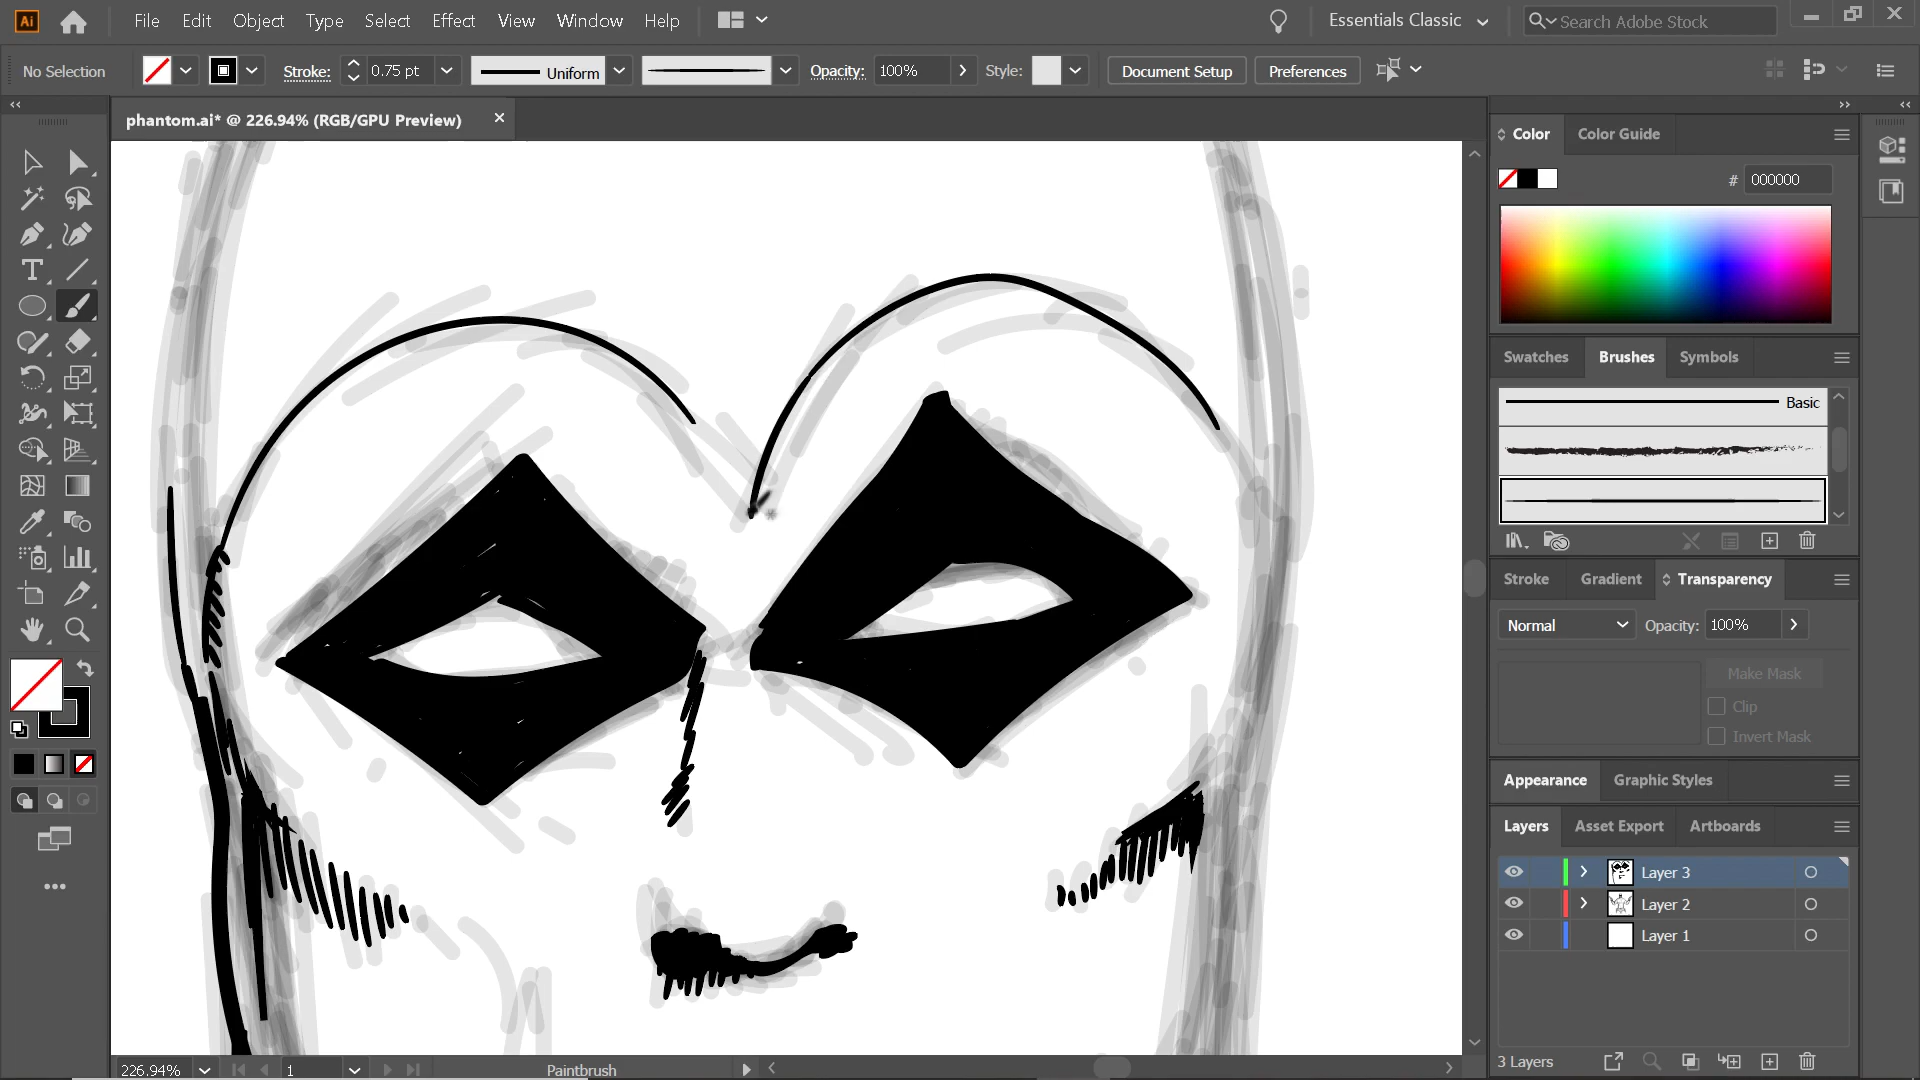 Ai File Edit Object Type Select Effect View Window Help Essentials Classic Search Adobe Stock
No Selection Stroke: 0.75 pt Uniform Opacity: 100% Style: Document Setup Preferences
phantom.ai* @ 226.94% (RGB/GPU Preview)
Color Color Guide
# 000000
Swatches Brushes Symbols
Basic
Stroke Gradient Transparency
Normal Opacity: 100%
Make Mask
Clip
Invert Mask
Appearance Graphic Styles
Layers Asset Export Artboards
Layer 3
Layer 2
Layer 1
3 Layers
226.94% 1 Paintbrush